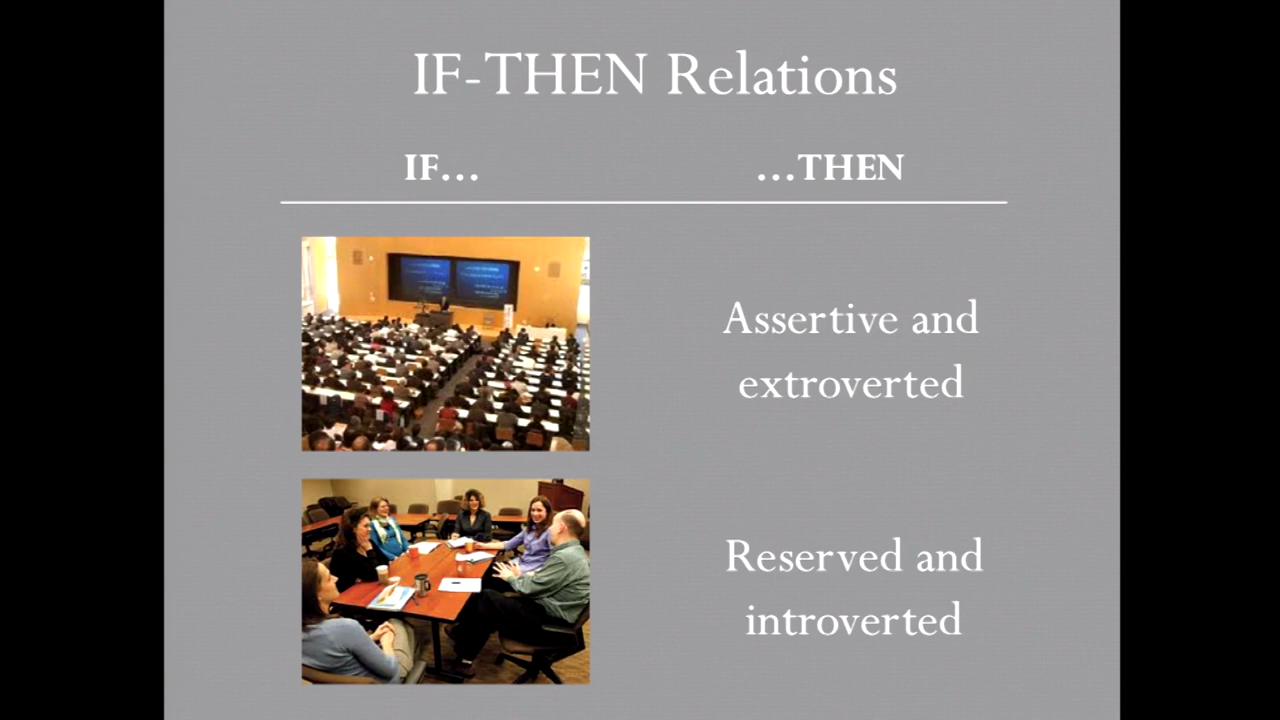 IF-THEN Relations
IF...
...THEN
Assertive and
extroverted
Reserved and
introverted